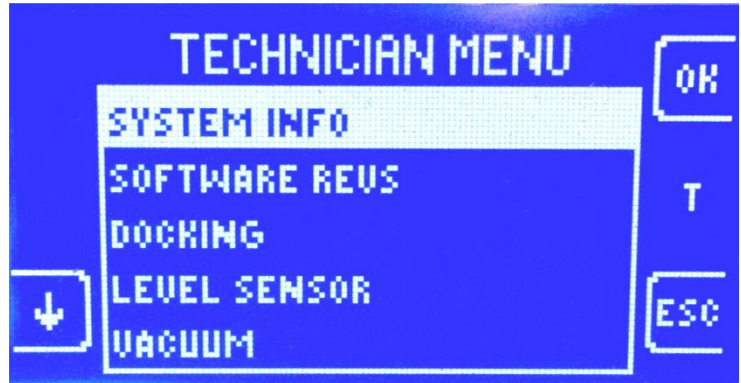 TECHNICIAN MENU
OK
SYSTEM INFO
SOFTWARE REVS
T
DOCKING
LEVEL SENSOR
ESC
VACUUM